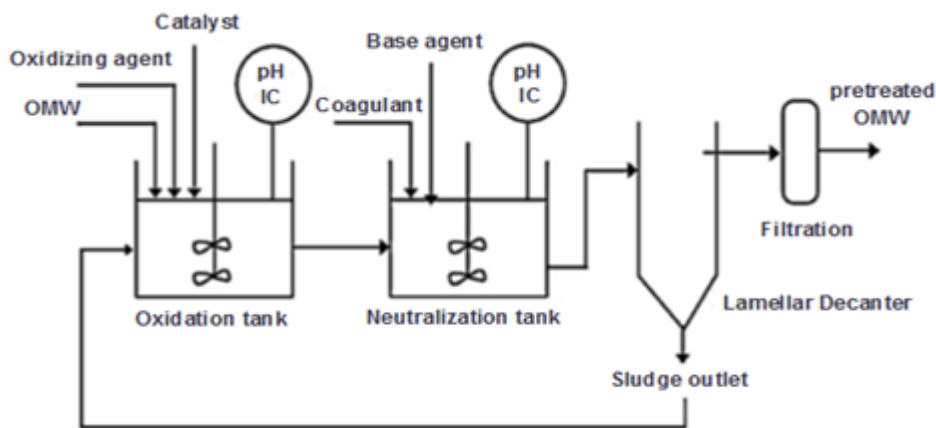 Catalyst
Oxidizing agent
OMW
pH
IC
Base agent
Coagulant
pH
IC
pretreated
OMW
Filtration
Oxidation tank
Neutralization tank
Lamellar Decanter
Sludge outlet